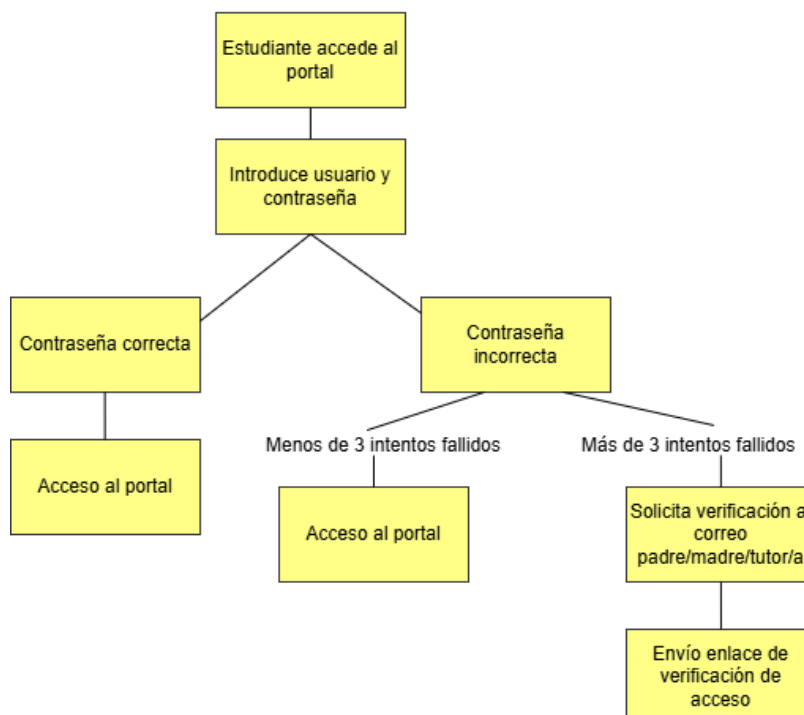 Estudiante accede al
portal
Introduce usuario y
contraseña
Contraseña correcta
Contraseña
incorrecta
Menos de 3 intentos fallidos
Más de 3 intentos fallidos
Acceso al portal
Acceso al portal
Solicita verificación a
correo
padre/madre/tutor/a
Envío enlace de
verificación de
acceso